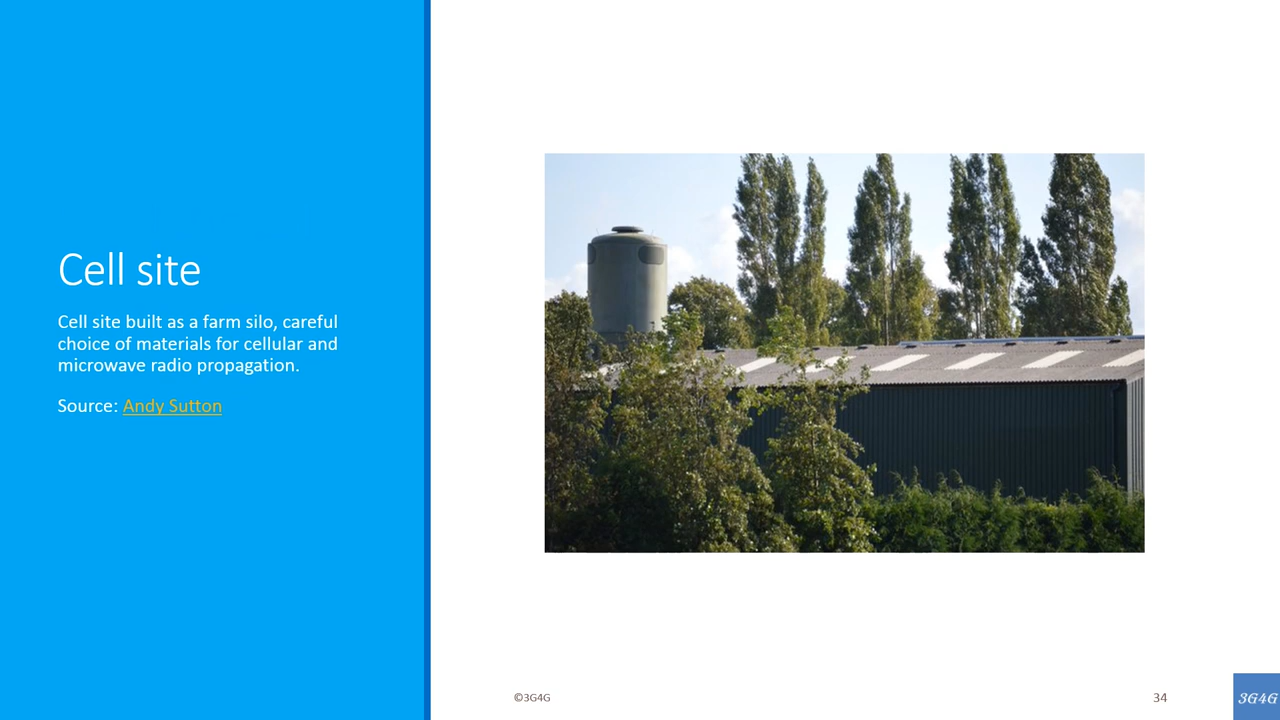 Cell site
Cell site built as a farm silo, careful
choice of materials for cellular and
microwave radio propagation.
Source: Andy Sutton
©3G4G
34
3G4G